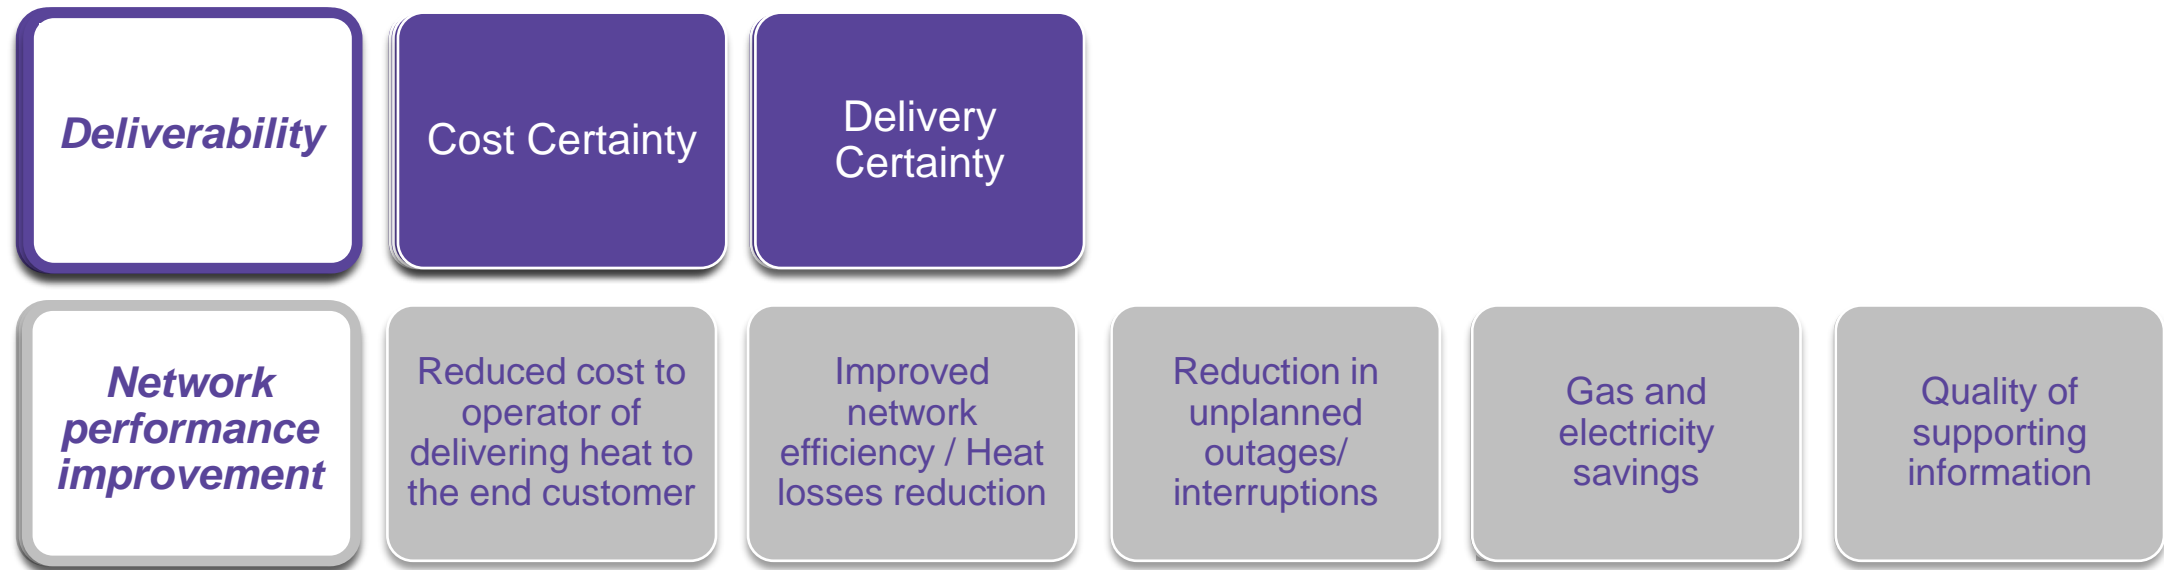 Deliverability
Cost Certainty
Delivery
Certainty
Network
performance
improvement
Reduced cost to
operator of
delivering heat to
the end customer
Improved
network
efficiency / Heat
losses reduction
Reduction in
unplanned
outages/
interruptions
Gas and
electricity
savings
Quality of
supporting
information